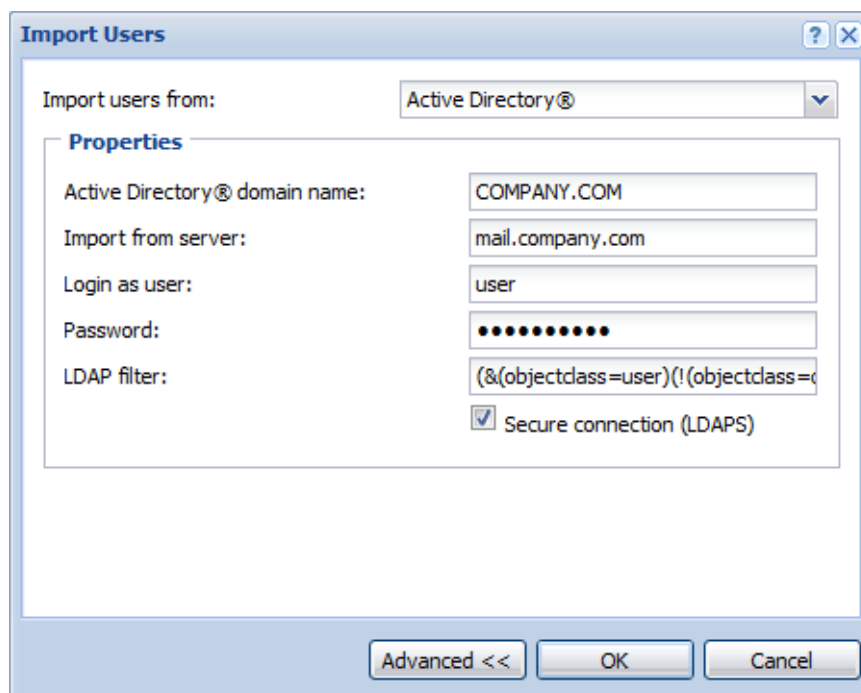 Import Users
Import users from: Active Directory®
Properties
Active Directory® domain name: COMPANY.COM
Import from server: mail.company.com
Login as user: user
Password: ●●●●●●●●●●
LDAP filter: (&(objectclass=user)(!(objectclass=
Secure connection (LDAPS)
Advanced << OK Cancel